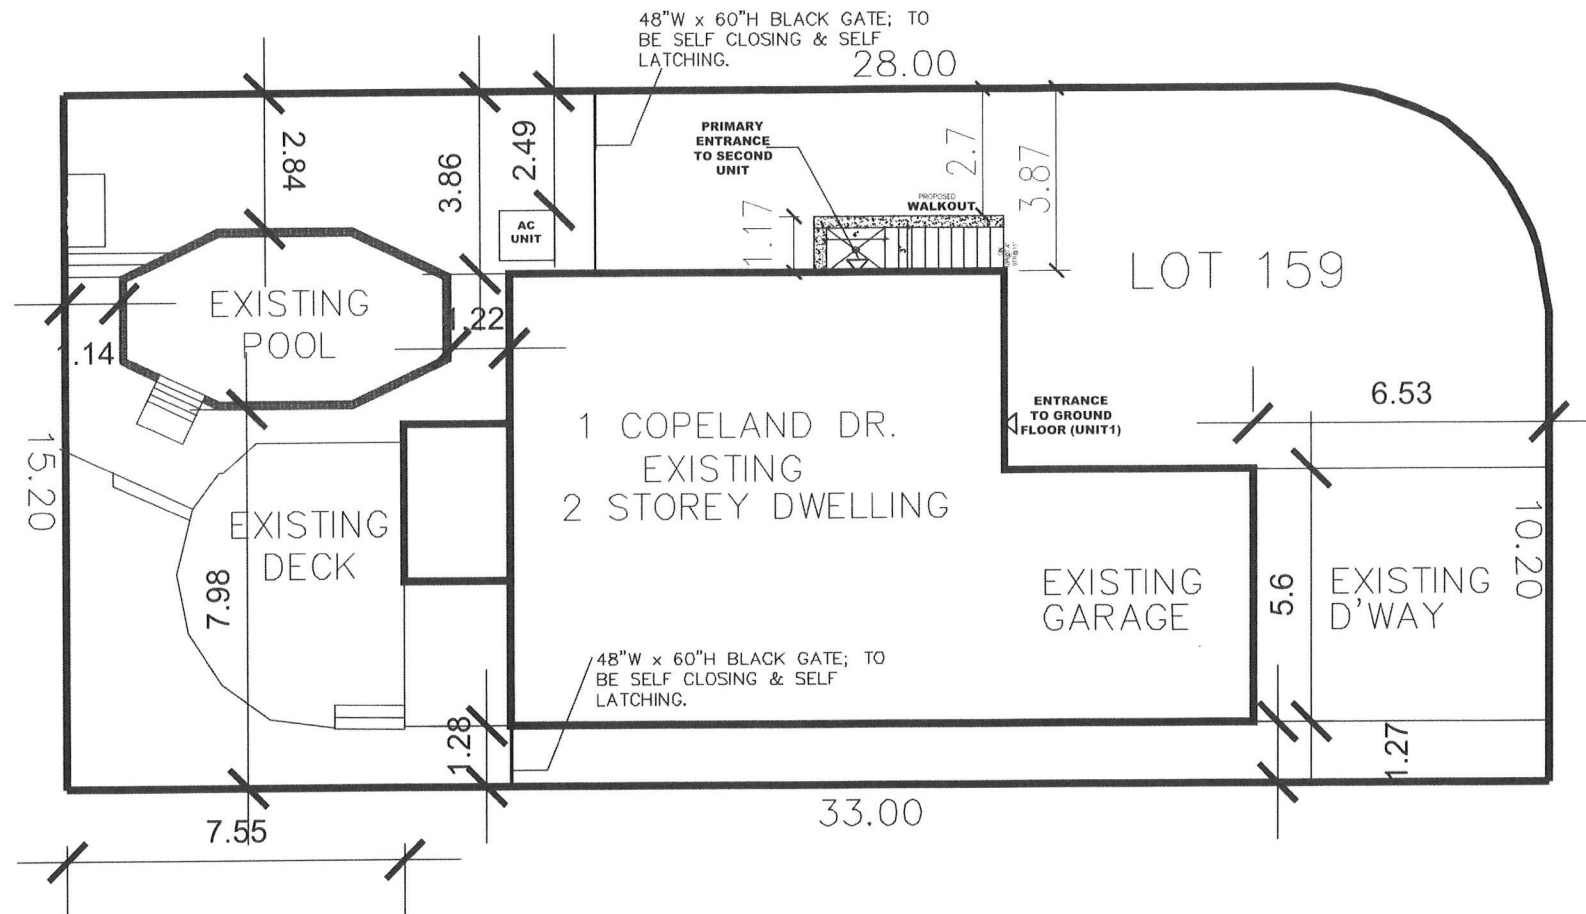 48"W x 60"H BLACK GATE; TO
BE SELF CLOSING & SELF
LATCHING.
28.00
PRIMARY
ENTRANCE
TO SECOND
UNIT
2.84
3.86
2.49
2.7
3.87
1.17
PROPOSED
WALKOUT
AC
UNIT
LOT 159
EXISTING
POOL
1.22
1.14
6.53
ENTRANCE
TO GROUND
FLOOR (UNIT1)
1 COPELAND DR.
EXISTING
2 STOREY DWELLING
15.20
EXISTING
DECK
7.98
10.20
EXISTING
GARAGE
5.6
EXISTING
D'WAY
48"W x 60"H BLACK GATE; TO
BE SELF CLOSING & SELF
LATCHING.
1.28
1.27
33.00
7.55